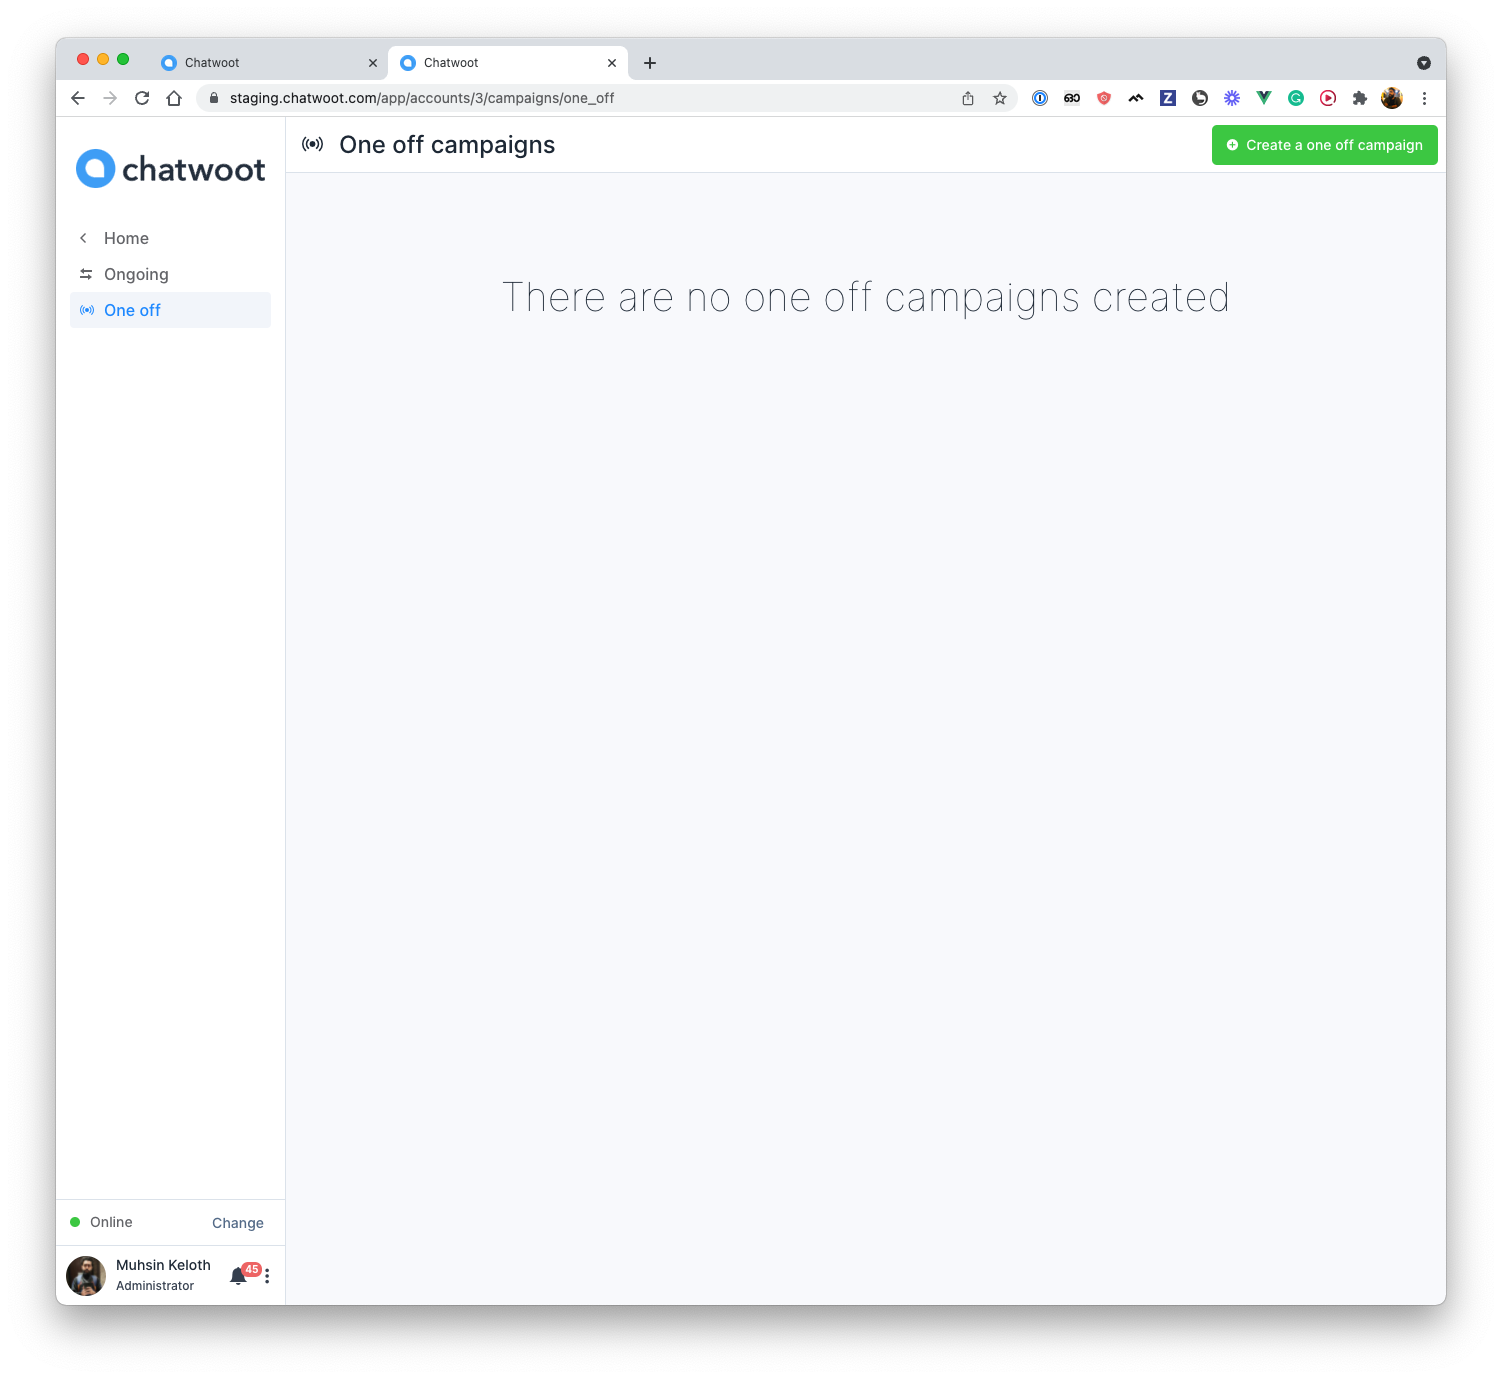 Chatwoot
Chatwoot
staging.chatwoot.com/app/accounts/3/campaigns/one_off
chatwoot
One off campaigns
Create a one off campaign
Home
Ongoing
One off
There are no one off campaigns created
Online
Change
Muhsin Keloth
Administrator
45